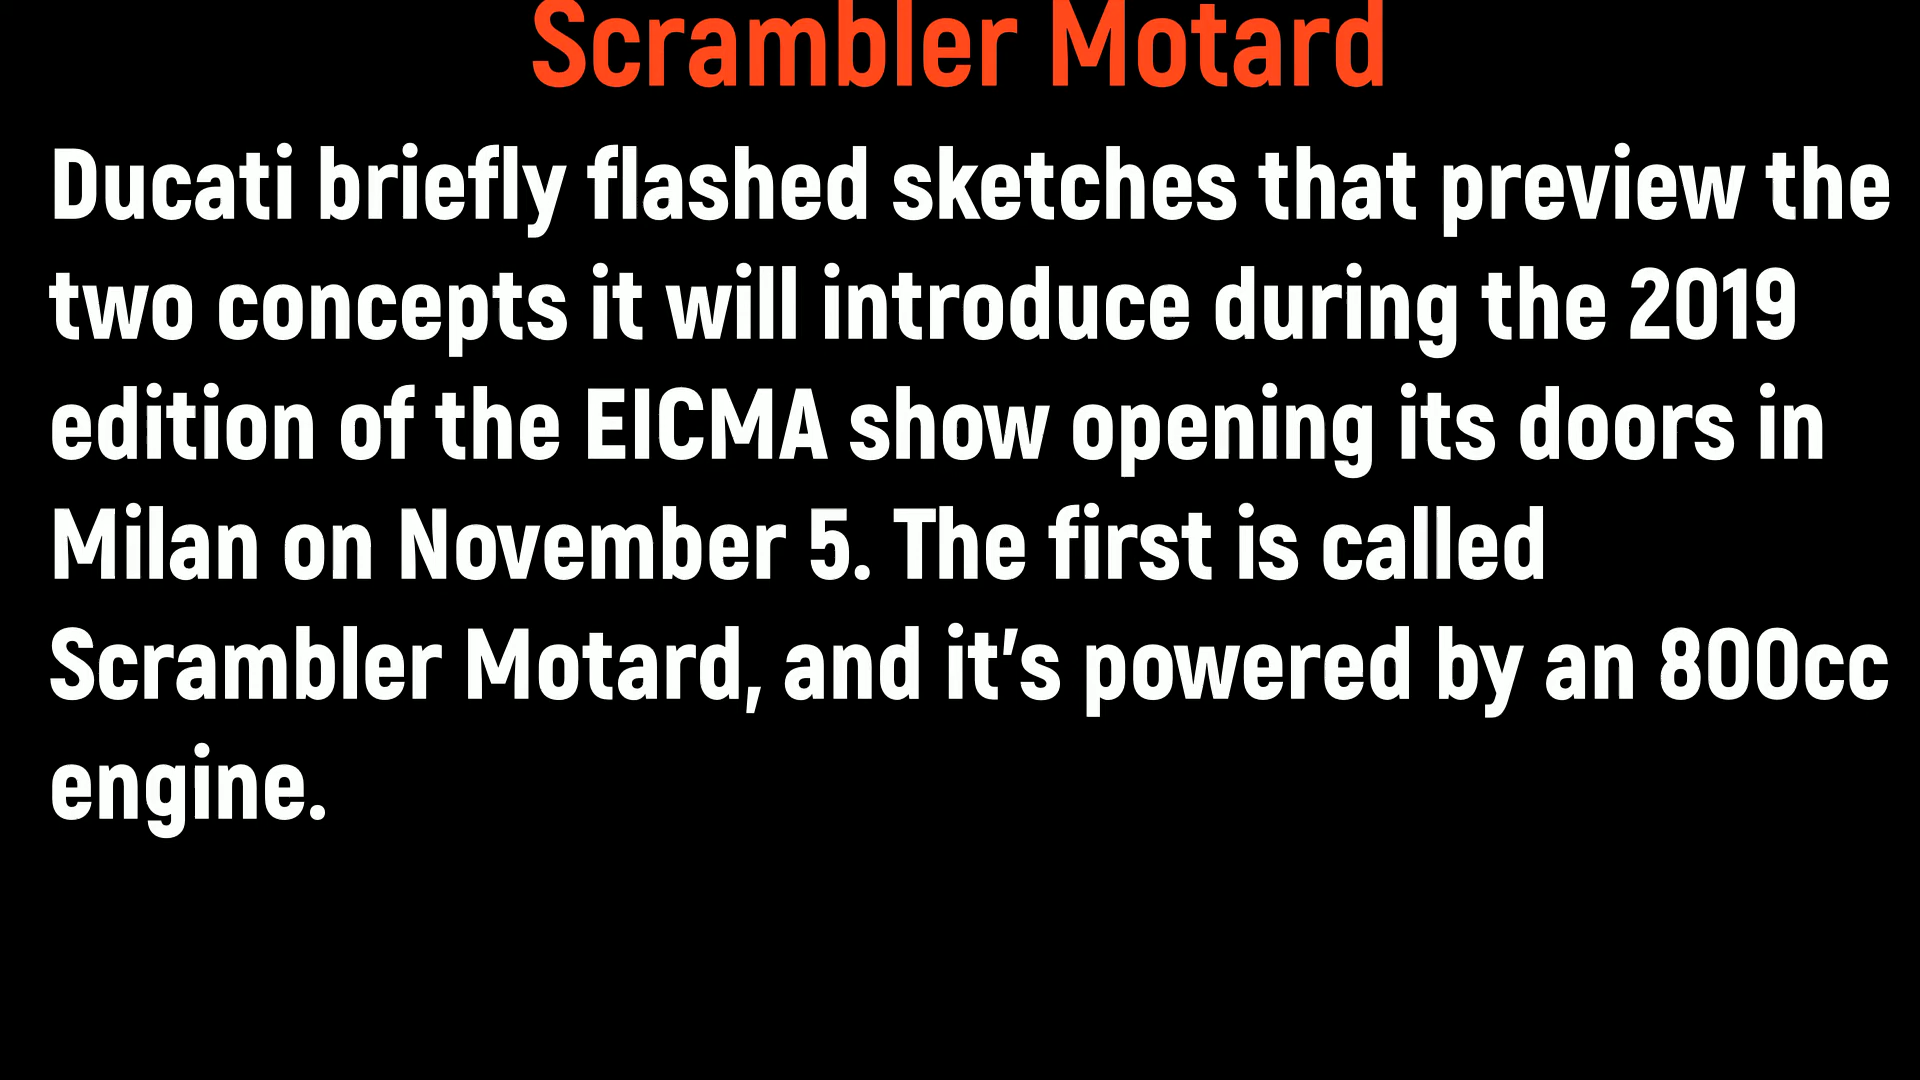 Scrambler Motard
Ducati briefly flashed sketches that preview the
two concepts it will introduce during the 2019
edition of the EICMA show opening its doors in
Milan on November 5. The first is called
Scrambler Motard, and it's powered by an 800cc
engine.